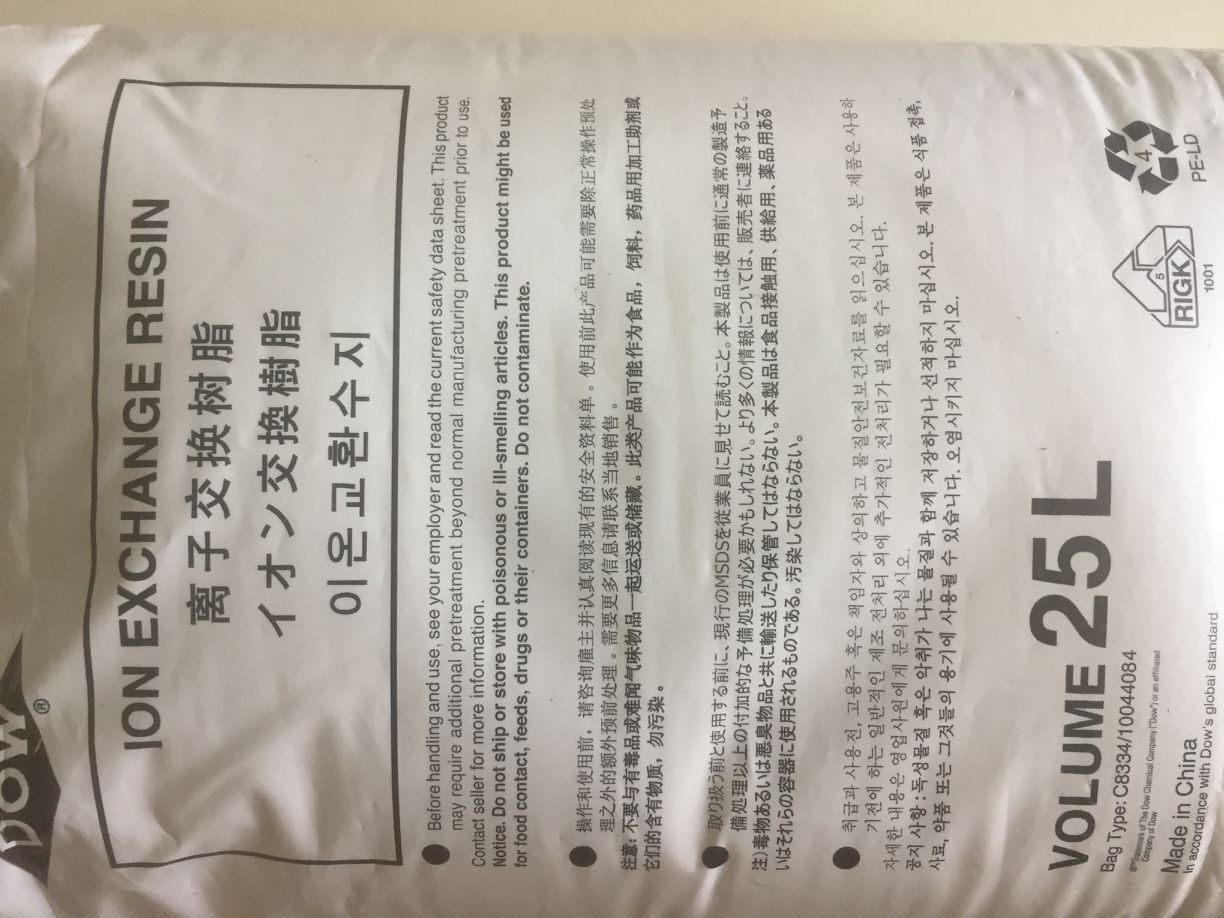 DOW
®
ION EXCHANGE RESIN
离子交换树脂
イオン交換樹脂
이온교환수지
● Before handling and use, see your employer and read the current safety data sheet. This product
may require additional pretreatment beyond normal manufacturing pretreatment prior to use.
Contact seller for more information.
Notice. Do not ship or store with poisonous or ill-smelling articles. This product might be used
for food contact, feeds, drugs or their containers. Do not contaminate.
● 操作和使用前，请咨询雇主并认真阅读现有的安全资料单。使用前此产品可能需要除正常操作预处
理之外的额外预前处理。需要更多信息请联系当地销售。
注意: 不要与有毒品或难闻气味物品一起运送或储藏。此类产品可能作为食品，饲料，药品用加工助剂或
它们的含有物质，勿污染。
● 取り扱う前と使用する前に、現行のMSDSを従業員に見せて読むこと。本製品は使用前に通常の製造予
備処理以上の付加的な予備処理が必要かもしれない。より多くの情報については、販売者に連絡すること。
注)毒物あるいは悪臭物品と共に輸送したり保管してはならない。本製品は食品接触用、供給用、薬品用ある
いはそれらの容器に使用されるものである。汚染してはならない。
● 취급과 사용전, 고용주 혹은 책임자와 상의하고 물질안전보건자료를 읽으십시오. 본 제품은 사용하
기전에 하는 일반적인 제조 전처리 외에 추가적인 전처리가 필요할 수 있습니다.
자세한 내용은 영업사원에게 문의하십시오.
공지 사항: 독성물질 혹은 악취가 나는 물질과 함께 저장하거나 선적하지 마십시오. 본 제품은 식품 접촉,
사료, 약품 또는 그것들의 용기에 사용될 수 있습니다. 오염시키지 마십시오.
VOLUME 25 L
Bag Type: C8334/10044084
®™Trademark of The Dow Chemical Company ("Dow") or an affiliated
Company of Dow
Made in China
In accordance with Dow's global standard
5
RIGK
1001
4
PE-LD